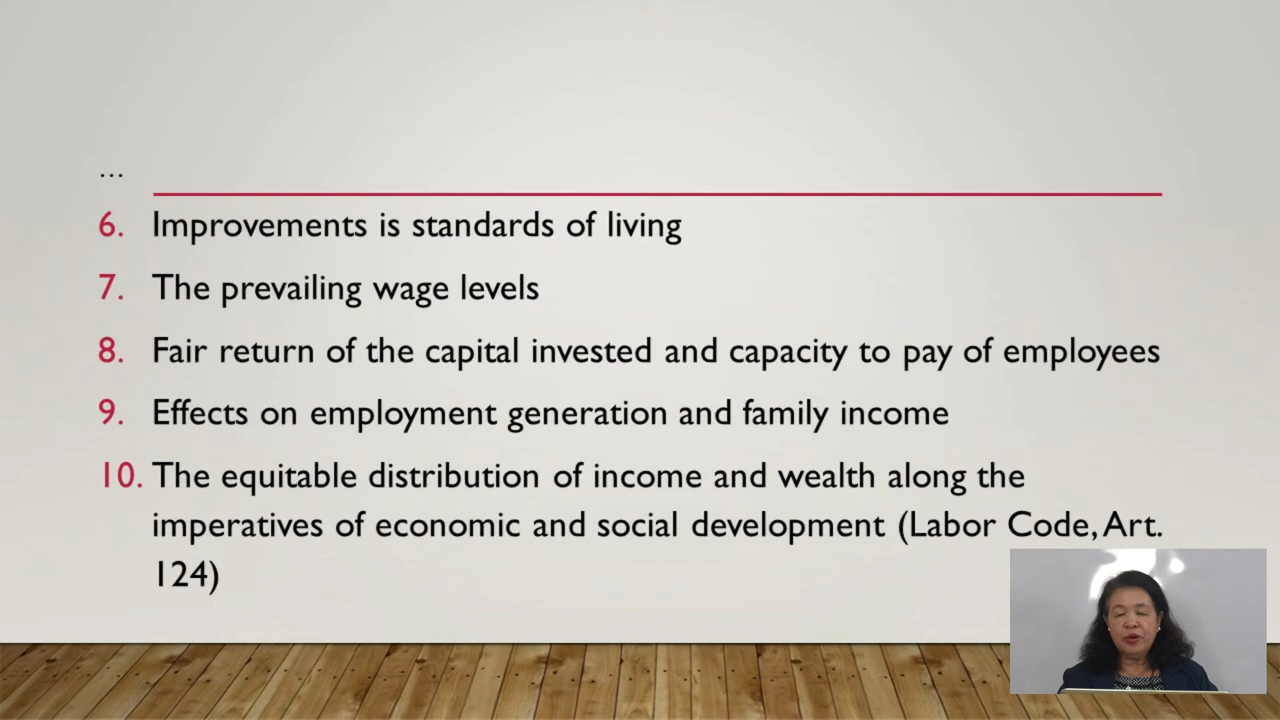 ...
6. Improvements is standards of living
7. The prevailing wage levels
8. Fair return of the capital invested and capacity to pay of employees
9. Effects on employment generation and family income
10. The equitable distribution of income and wealth along the
imperatives of economic and social development (Labor Code, Art.
124)